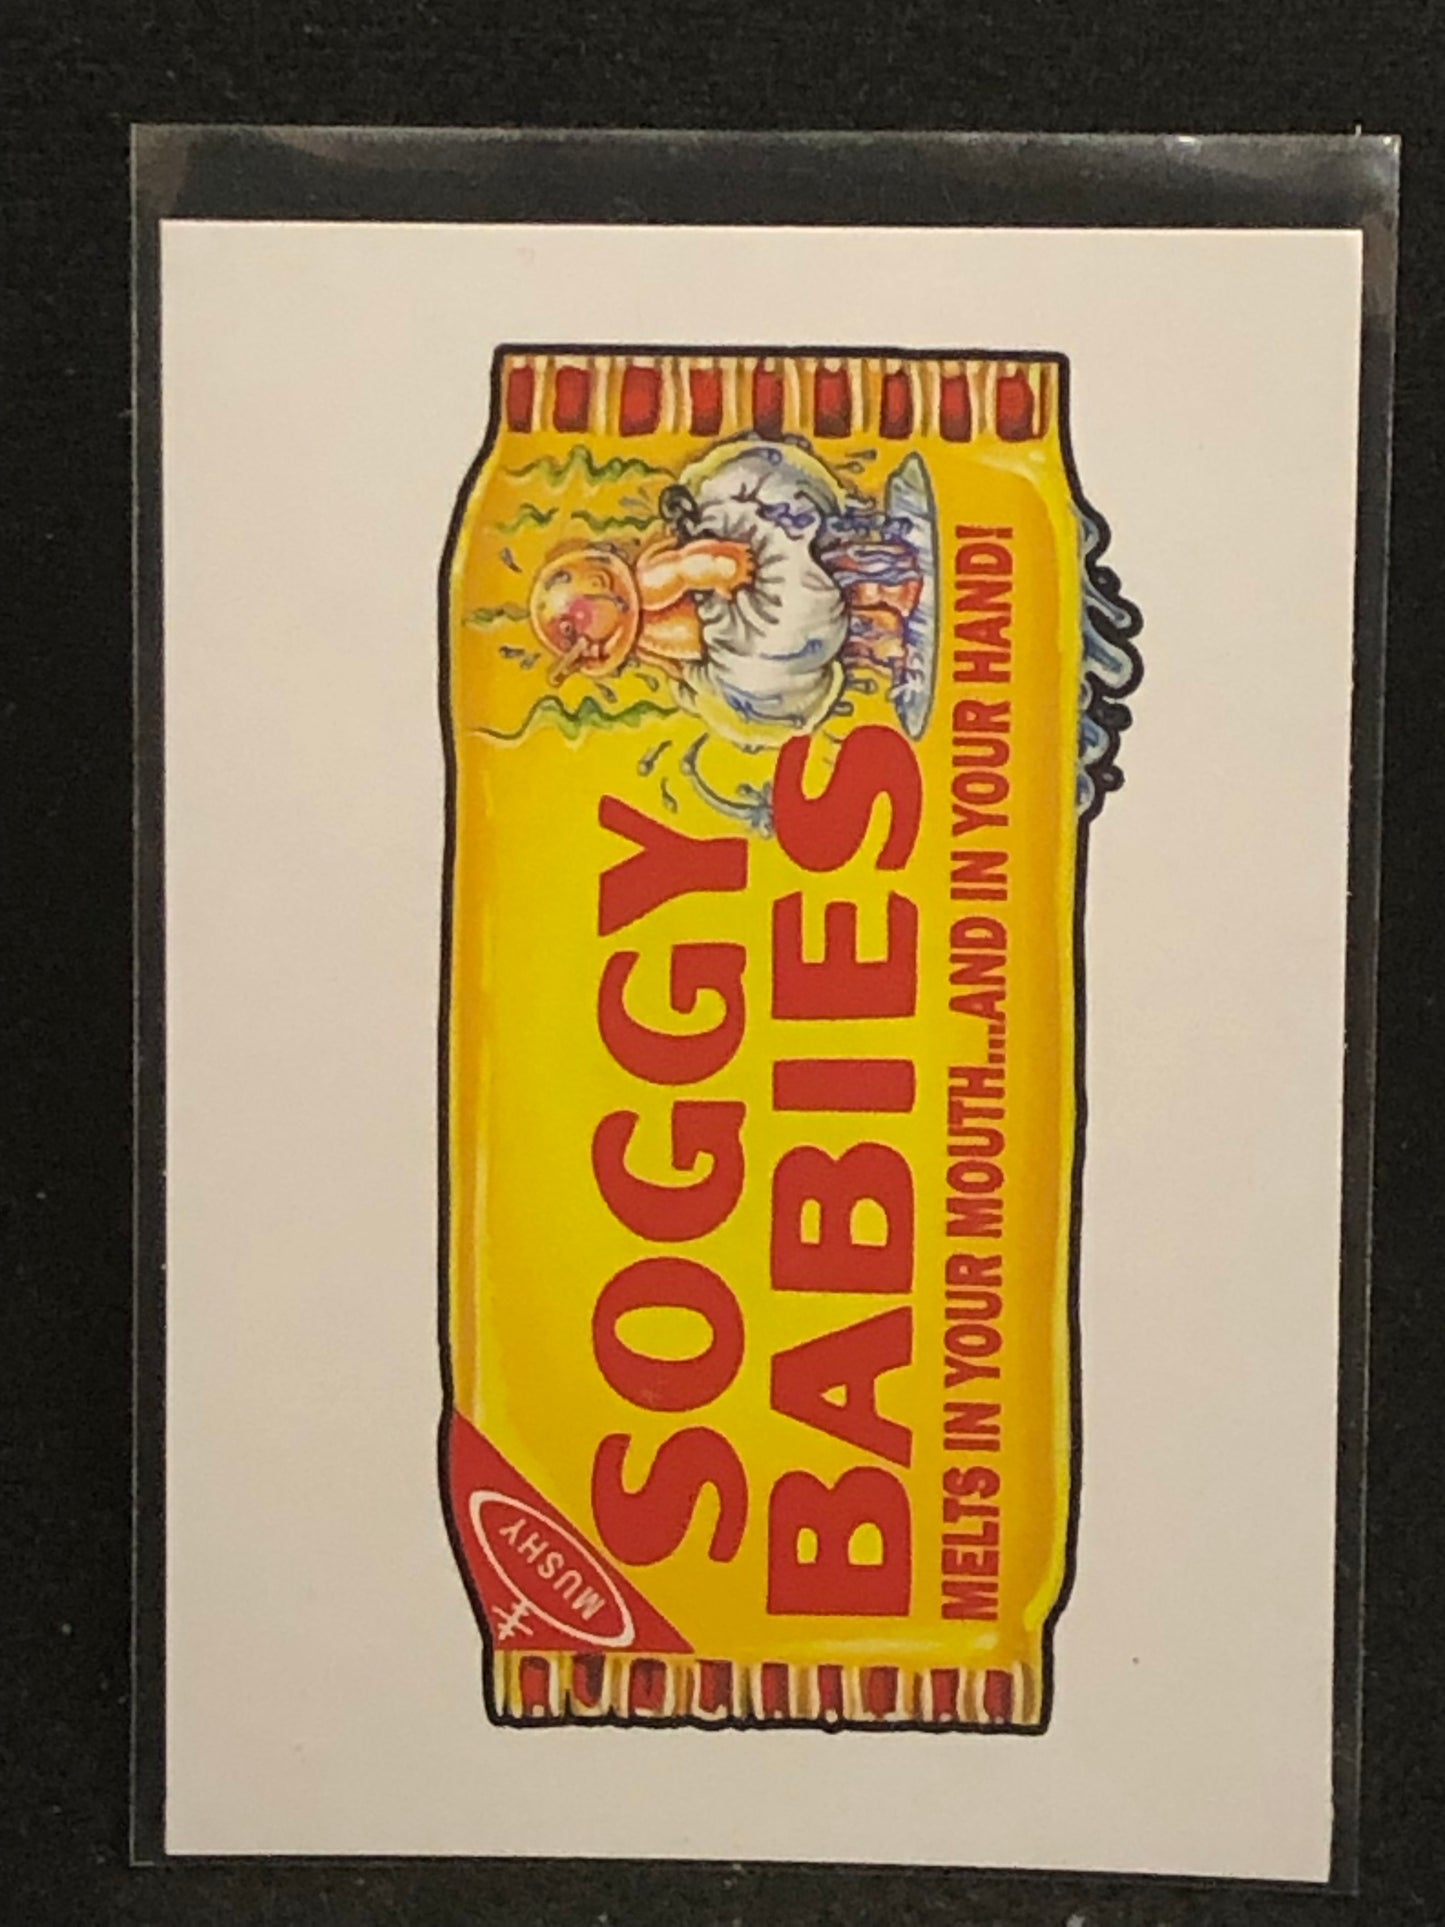 MUSHY
SOGGY
BABIES
MELTS IN YOUR MOUTH...AND IN YOUR HAND!